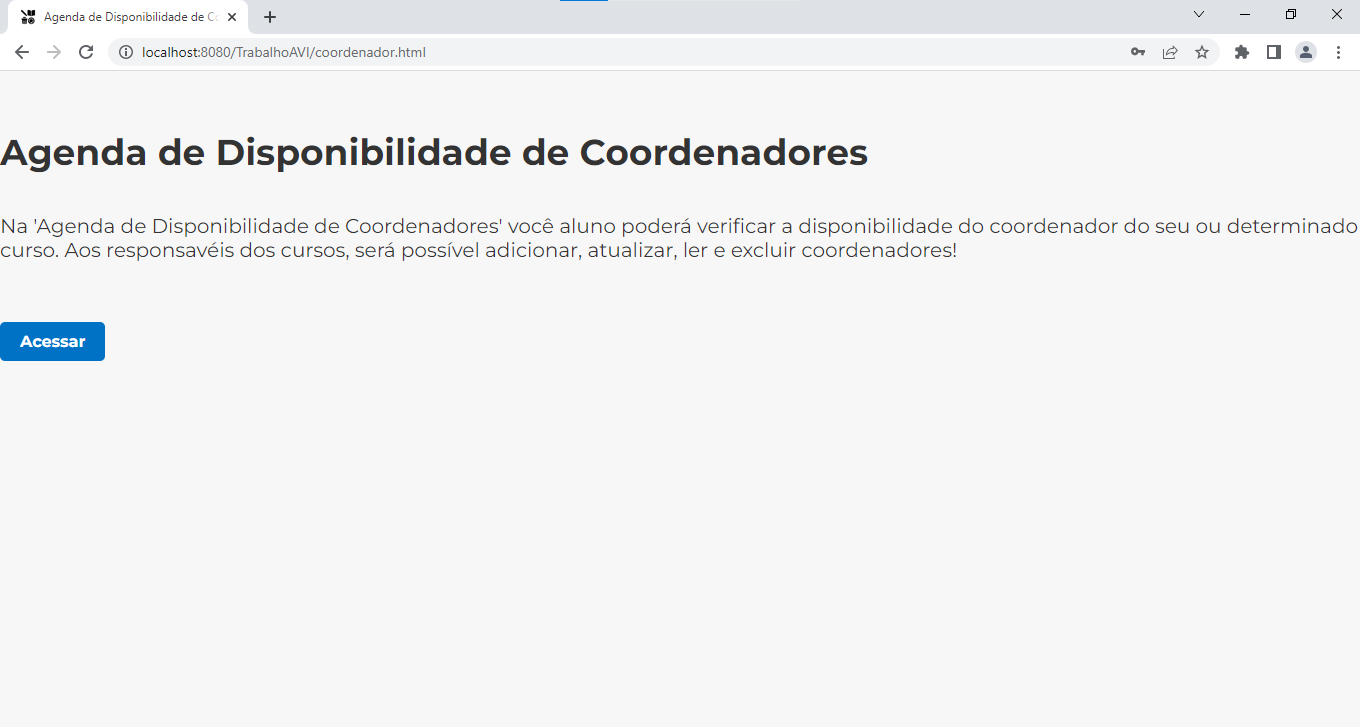 Agenda de Disponibilidade de C
localhost:8080/TrabalhoAVI/coordenador.html
Agenda de Disponibilidade de Coordenadores
Na 'Agenda de Disponibilidade de Coordenadores' você aluno poderá verificar a disponibilidade do coordenador do seu ou determinado
curso. Aos responsavéis dos cursos, será possível adicionar, atualizar, ler e excluir coordenadores!
Acessar